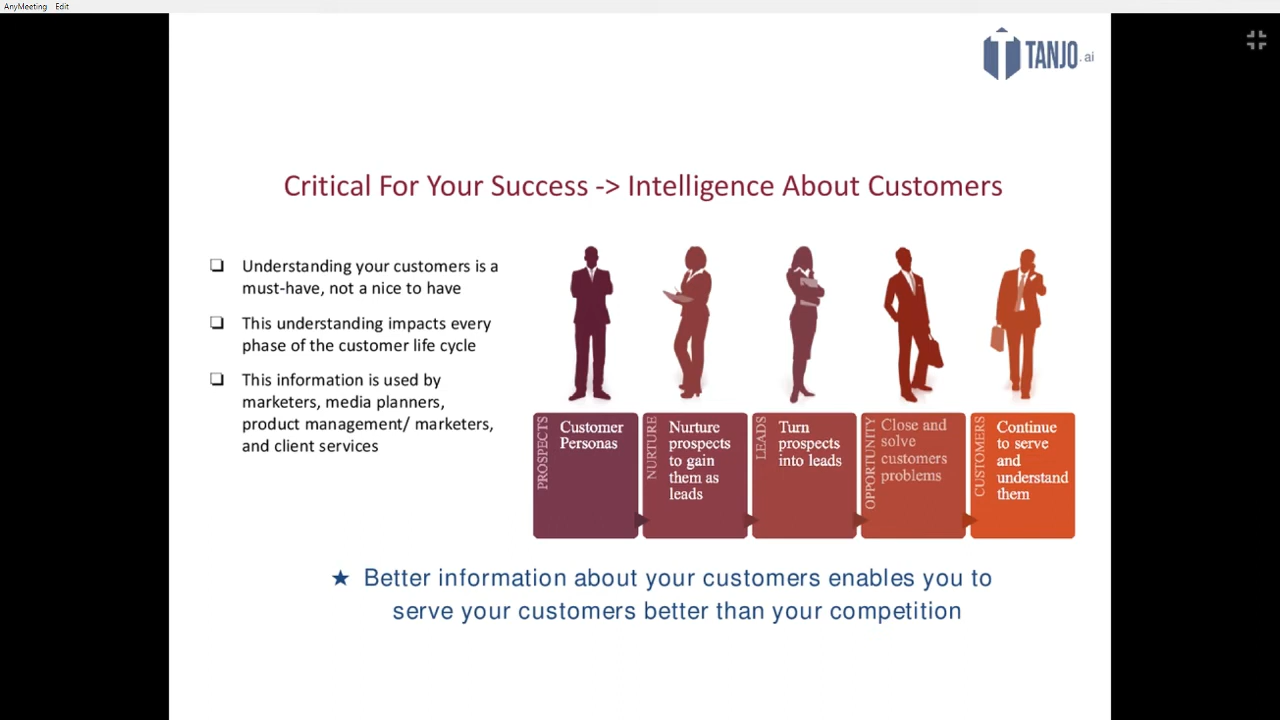 AnyMeeting Edit
TANJO.ai
Critical For Your Success -> Intelligence About Customers
❏ Understanding your customers is a
must-have, not a nice to have
❏ This understanding impacts every
phase of the customer life cycle
❏ This information is used by
marketers, media planners,
product management/ marketers,
and client services
PROSPECTS
Customer
Personas
NURTURE
Nurture
prospects
to gain
them as
leads
LEADS
Turn
prospects
into leads
OPPORTUNITY
Close and
solve
customers
problems
CUSTOMERS
Continue
to serve
and
understand
them
★ Better information about your customers enables you to
serve your customers better than your competition